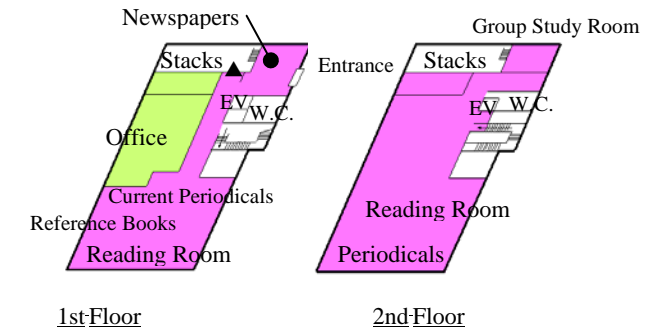 Newspapers
Stacks
Entrance
EV
W.C.
Office
Current Periodicals
Reference Books
Reading Room
1st Floor
Group Study Room
Stacks
EV
W.C.
Reading Room
Periodicals
2nd Floor